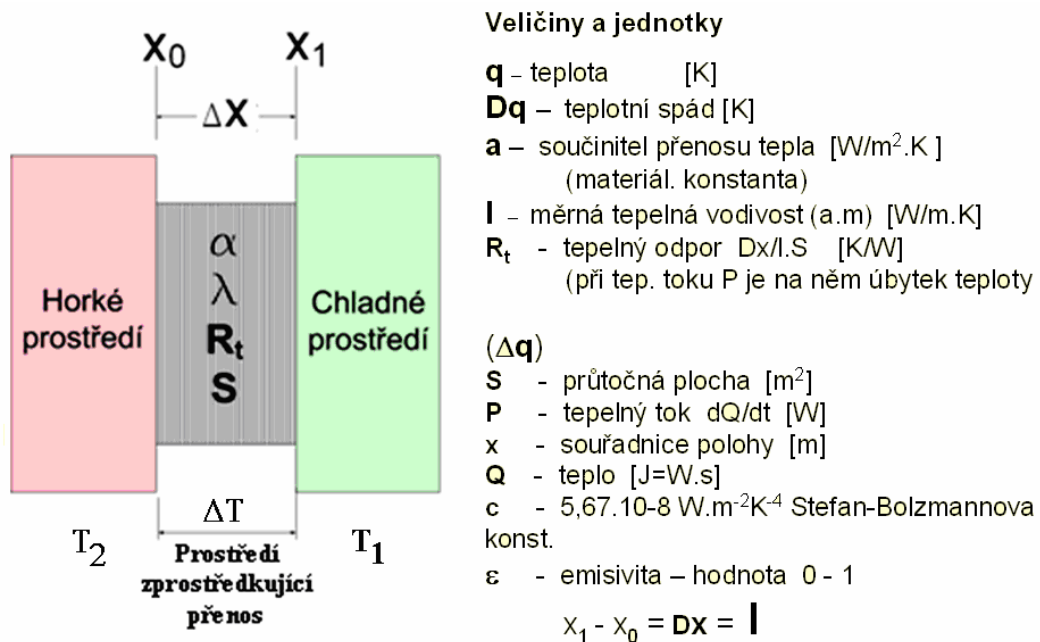 X₀ X₁
ΔX
α
λ
Rₜ
S
Horké
prostředí
Chladné
prostředí
ΔT
T₂
T₁
Prostředí
zprostředkující
přenos
Veličiny a jednotky
q – teplota [K]
Dq – teplotní spád [K]
a – součinitel přenosu tepla [W/m².K ]
(materiál. konstanta)
l – měrná tepelná vodivost (a.m) [W/m.K]
Rₜ - tepelný odpor Dx/l.S [K/W]
(při tep. toku P je na něm úbytek teploty
(Δq)
S - průtočná plocha [m²]
P - tepelný tok dQ/dt [W]
x - souřadnice polohy [m]
Q - teplo [J=W.s]
c - 5,67.10-8 W.m⁻²K⁻⁴ Stefan-Bolzmannova
konst.
ε - emisivita – hodnota 0 - 1
x₁ - x₀ = Dx = l